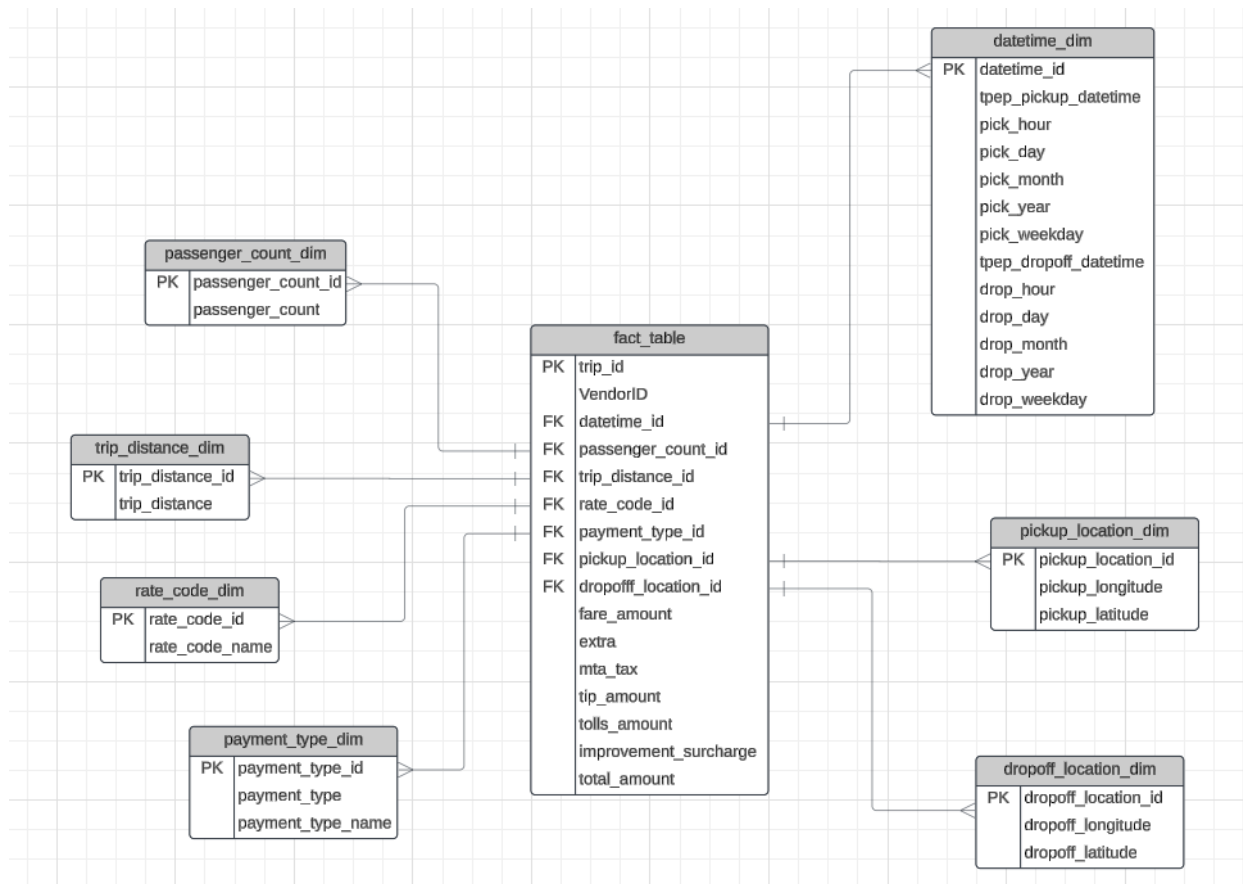 datetime_dim
PK datetime_id
tpep_pickup_datetime
pick_hour
pick_day
pick_month
pick_year
pick_weekday
tpep_dropoff_datetime
drop_hour
drop_day
drop_month
drop_year
drop_weekday
passenger_count_dim
PK passenger_count_id
passenger_count
fact_table
PK trip_id
VendorID
FK datetime_id
FK passenger_count_id
FK trip_distance_id
FK rate_code_id
FK payment_type_id
FK pickup_location_id
FK dropofff_location_id
fare_amount
extra
mta_tax
tip_amount
tolls_amount
improvement_surcharge
total_amount
trip_distance_dim
PK trip_distance_id
trip_distance
pickup_location_dim
PK pickup_location_id
pickup_longitude
pickup_latitude
rate_code_dim
PK rate_code_id
rate_code_name
payment_type_dim
PK payment_type_id
payment_type
payment_type_name
dropoff_location_dim
PK dropoff_location_id
dropoff_longitude
dropoff_latitude